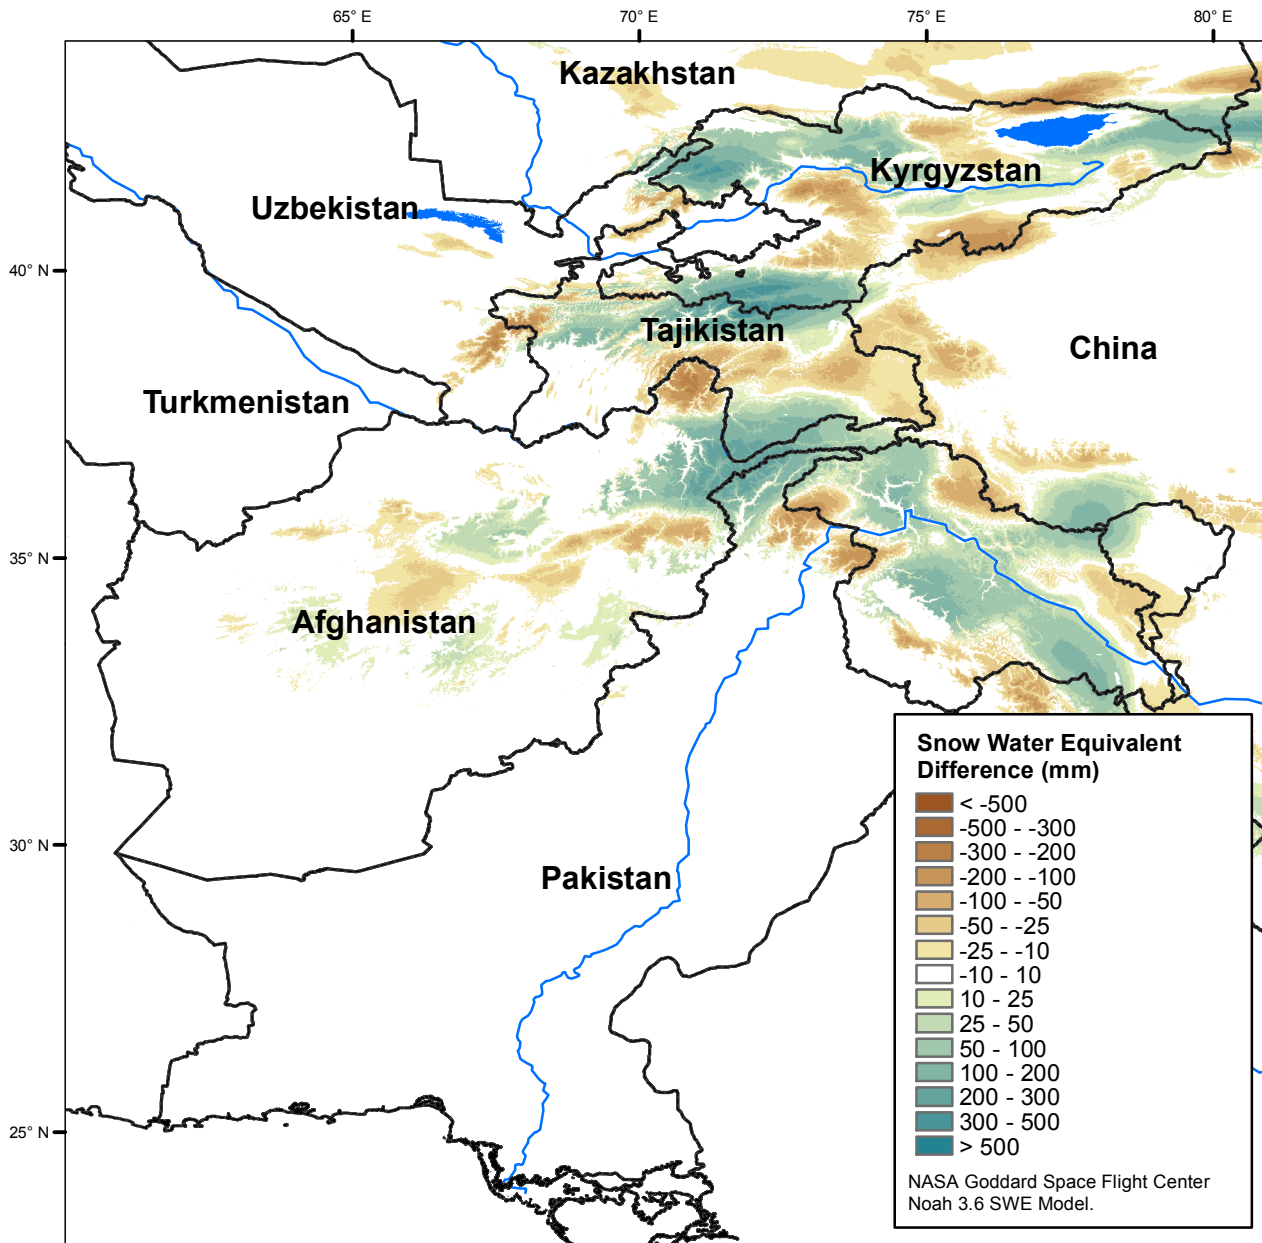 65° E
70° E
75° E
80° E
Kazakhstan
Kyrgyzstan
Uzbekistan
40° N
Tajikistan
China
Turkmenistan
35° N
Afghanistan
Snow Water Equivalent
Difference (mm)
< -500
-500 - -300
-300 - -200
-200 - -100
-100 - -50
-50 - -25
-25 - -10
-10 - 10
10 - 25
25 - 50
50 - 100
100 - 200
200 - 300
300 - 500
> 500
NASA Goddard Space Flight Center
Noah 3.6 SWE Model.
30° N
Pakistan
25° N